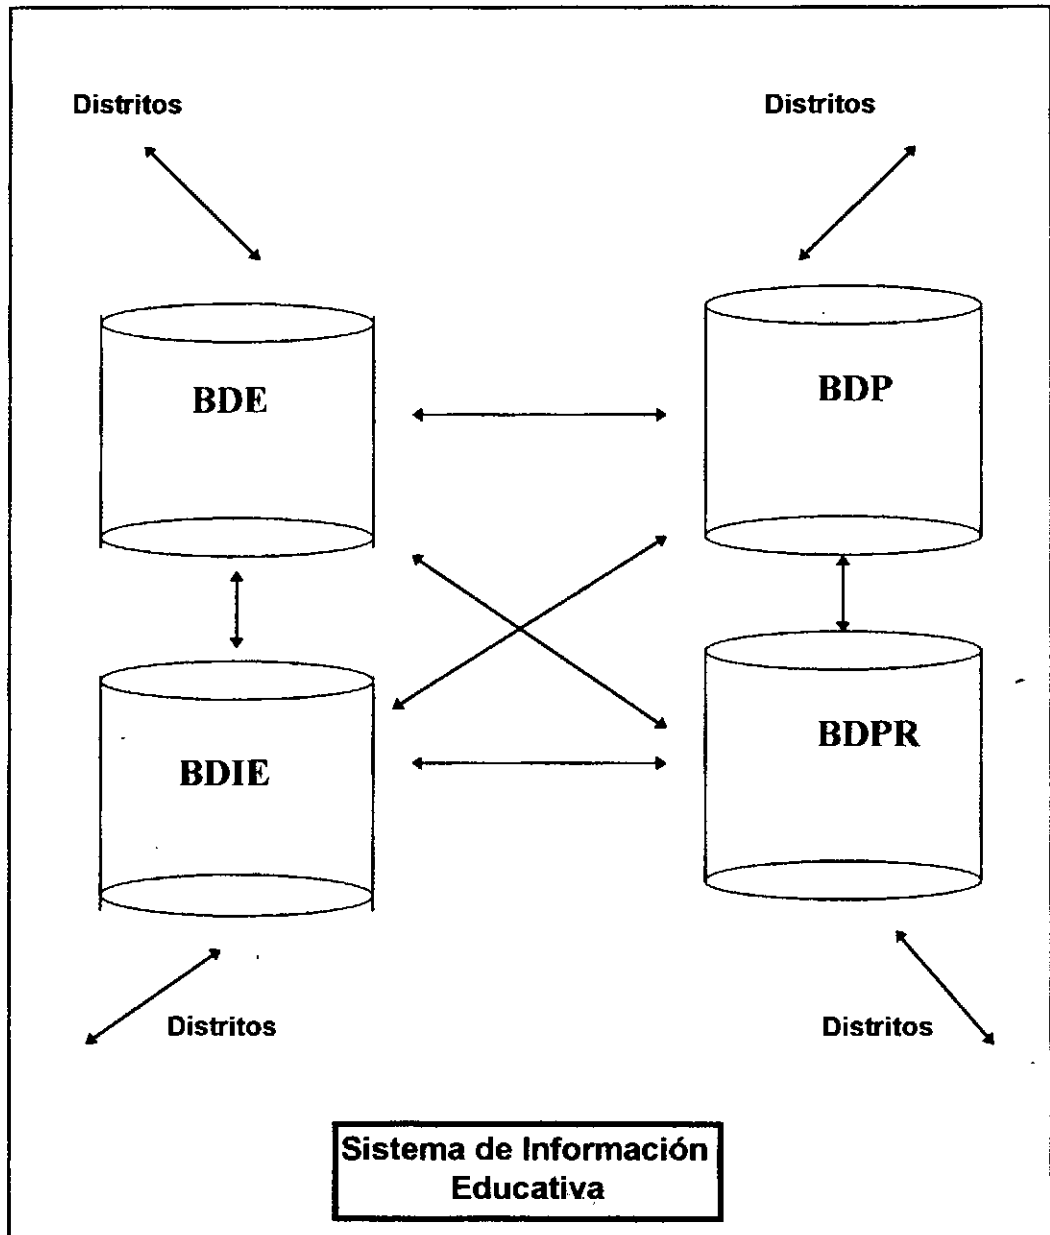 Distritos
Distritos
BDE
BDP
BDIE
BDPR
Distritos
Distritos
Sistema de Información
Educativa